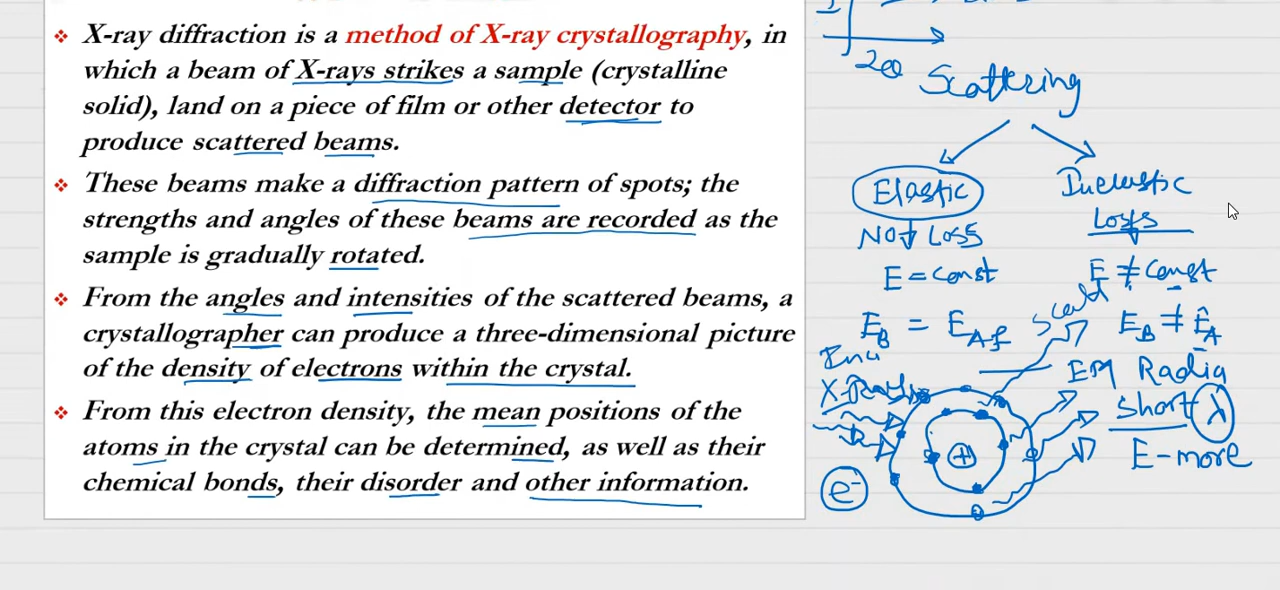 ❖ X-ray diffraction is a method of X-ray crystallography, in
which a beam of X-rays strikes a sample (crystalline
solid), land on a piece of film or other detector to
produce scattered beams.
❖ These beams make a diffraction pattern of spots; the
strengths and angles of these beams are recorded as the
sample is gradually rotated.
❖ From the angles and intensities of the scattered beams, a
crystallographer can produce a three-dimensional picture
of the density of electrons within the crystal.
❖ From this electron density, the mean positions of the
atoms in the crystal can be determined, as well as their
chemical bonds, their disorder and other information.
2θ
Scattering
Elastic
Inelastic
Not Loss
E = const
E ≠ const
E_B = E_Af
E_B ≠ E_A
X-Rays
EM Radia
Short λ
E-more
+
e-